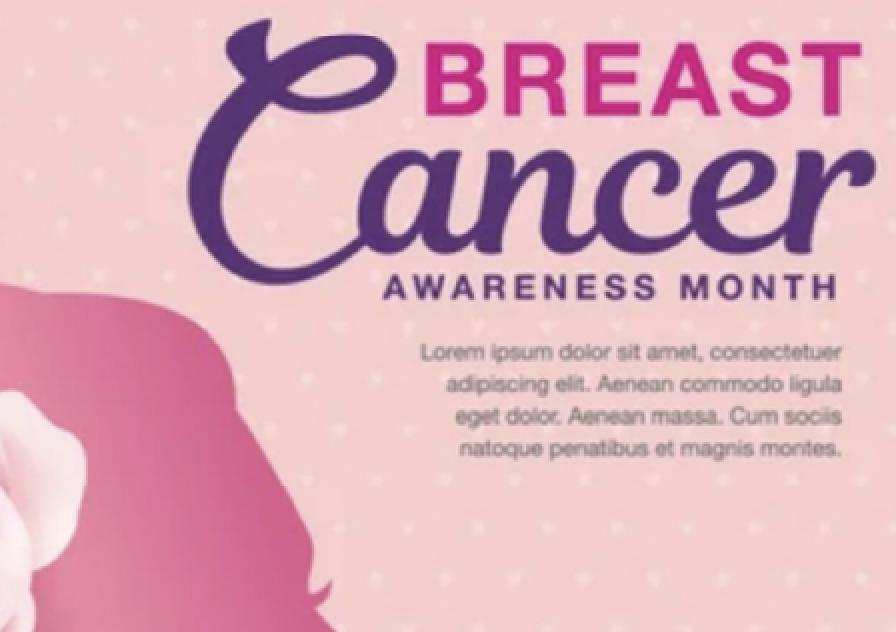 BREAST
Cancer
AWARENESS MONTH
Lorem ipsum dolor sit amet, consectetuer
adipiscing elit. Aenean commodo ligula
eget dolor. Aenean massa. Cum sociis
natoque penatibus et magnis montes.